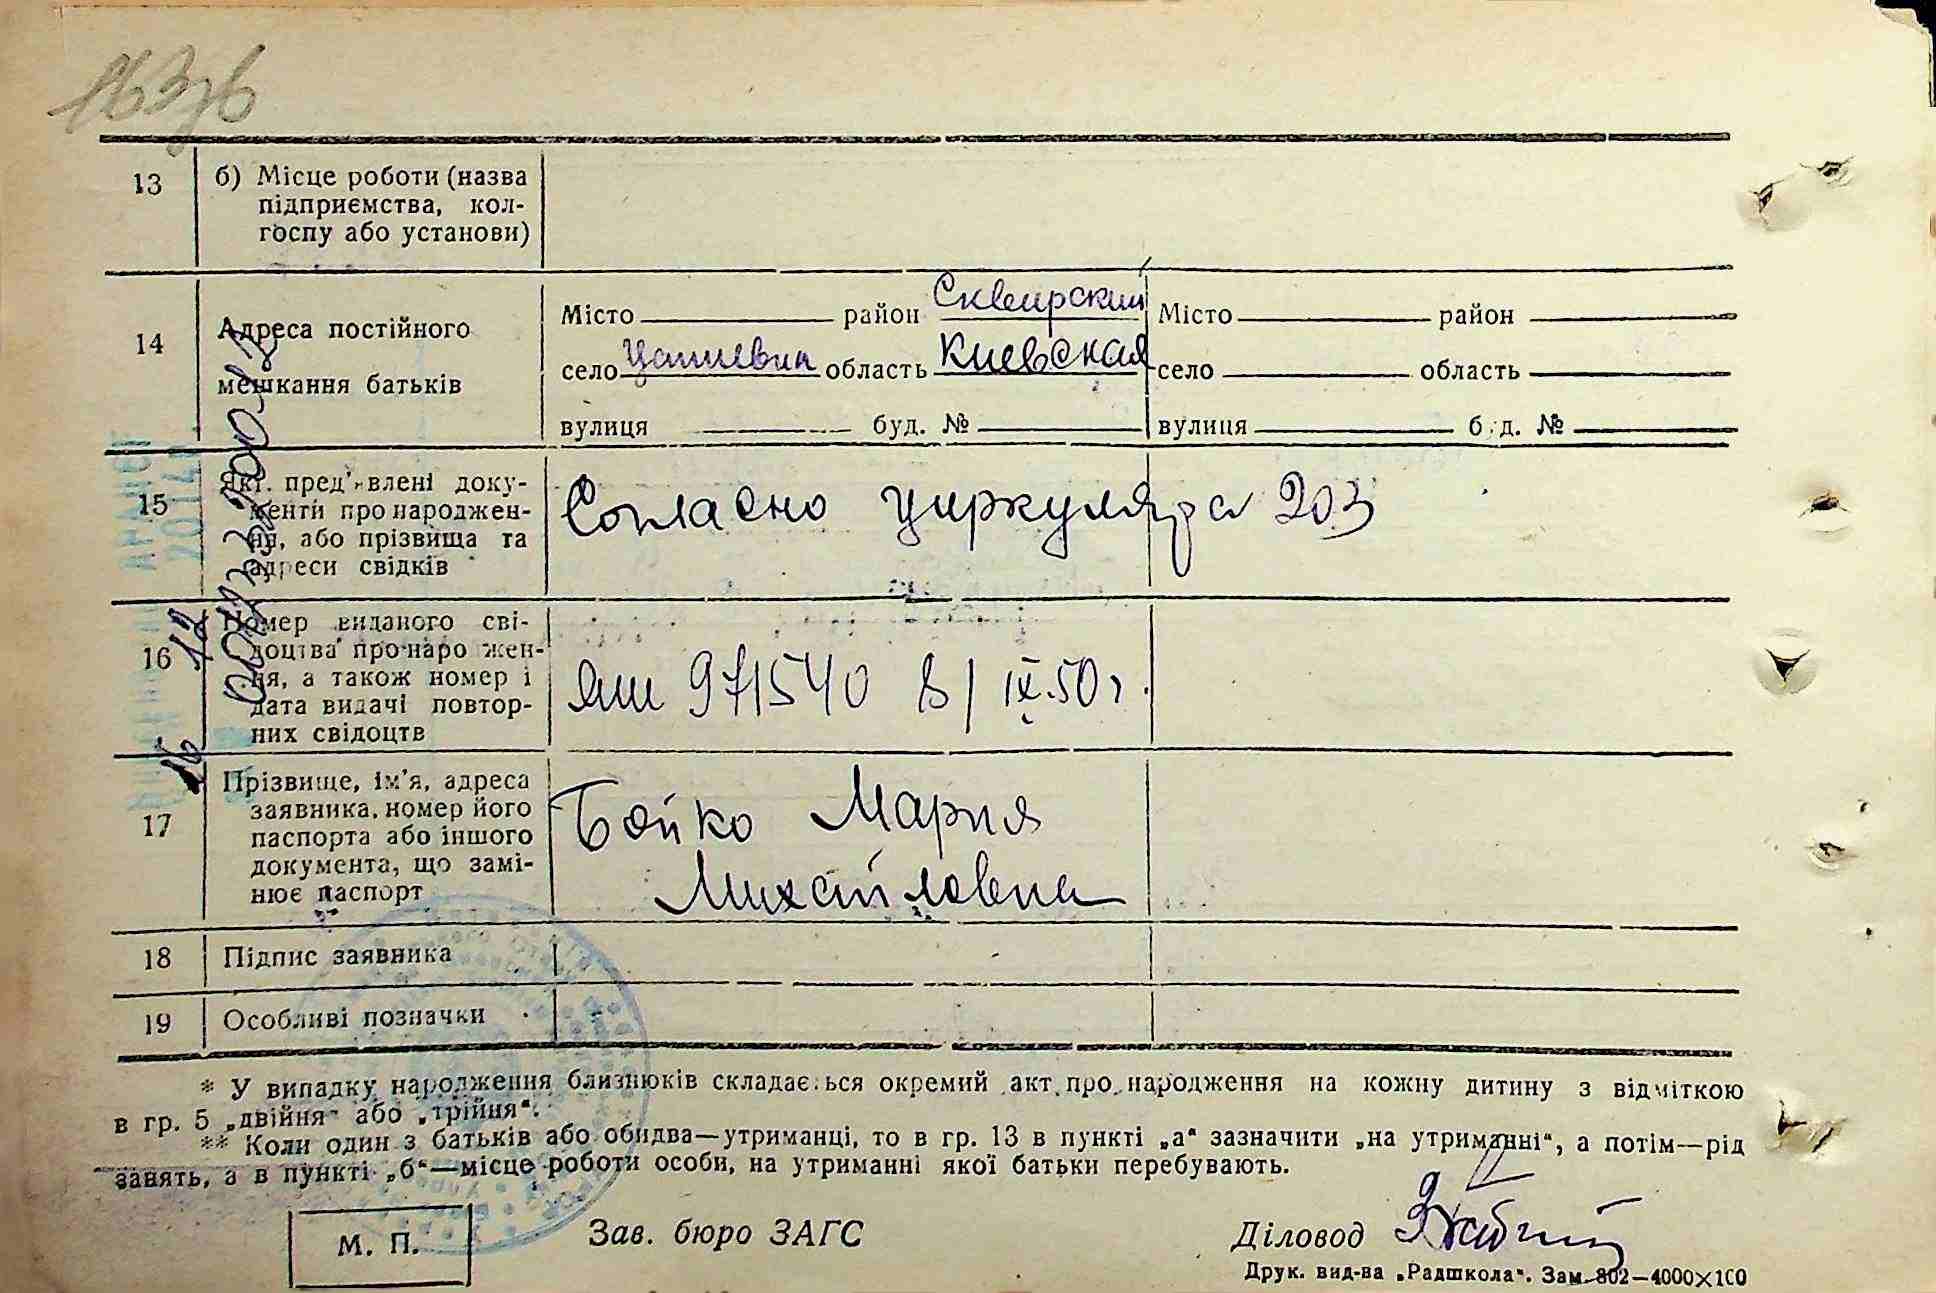 163
13 б) Місце роботи (назва
підприємства, кол-
госпу або установи)
14 Адреса постійного
мешкання батьків
Місто район Сквирский Місто район
село область Киевская село область
вулиця буд. № вулиця буд. №
15 Які пред'явлені доку-
менти про народжен-
ня, або прізвища та
адреси свідків
Согласно циркуляра 203
16 Номер виданого сві-
доцтва про народжен-
ня, а також номер і
дата видачі повтор-
них свідоцтв
971540 8/IX.50 г.
17 Прізвище, ім'я, адреса
заявника, номер його
паспорта або іншого
документа, що замі-
нює паспорт
Бойко Мария
Михайловна
18 Підпис заявника
19 Особливі позначки
* У випадку народження близнюків складається окремий акт про народження на кожну дитину з відміткою
в гр. 5 „двійня“ або „трійня“.
** Коли один з батьків або обидва—утриманці, то в гр. 13 в пункті „а“ зазначити „на утриманні“, а потім—рід
занять, а в пункті „б“—місце роботи особи, на утриманні якої батьки перебувають.
М. П. Зав. бюро ЗАГС Діловод
Друк. вид-ва „Радшкола“. Зам. 802—4000×100